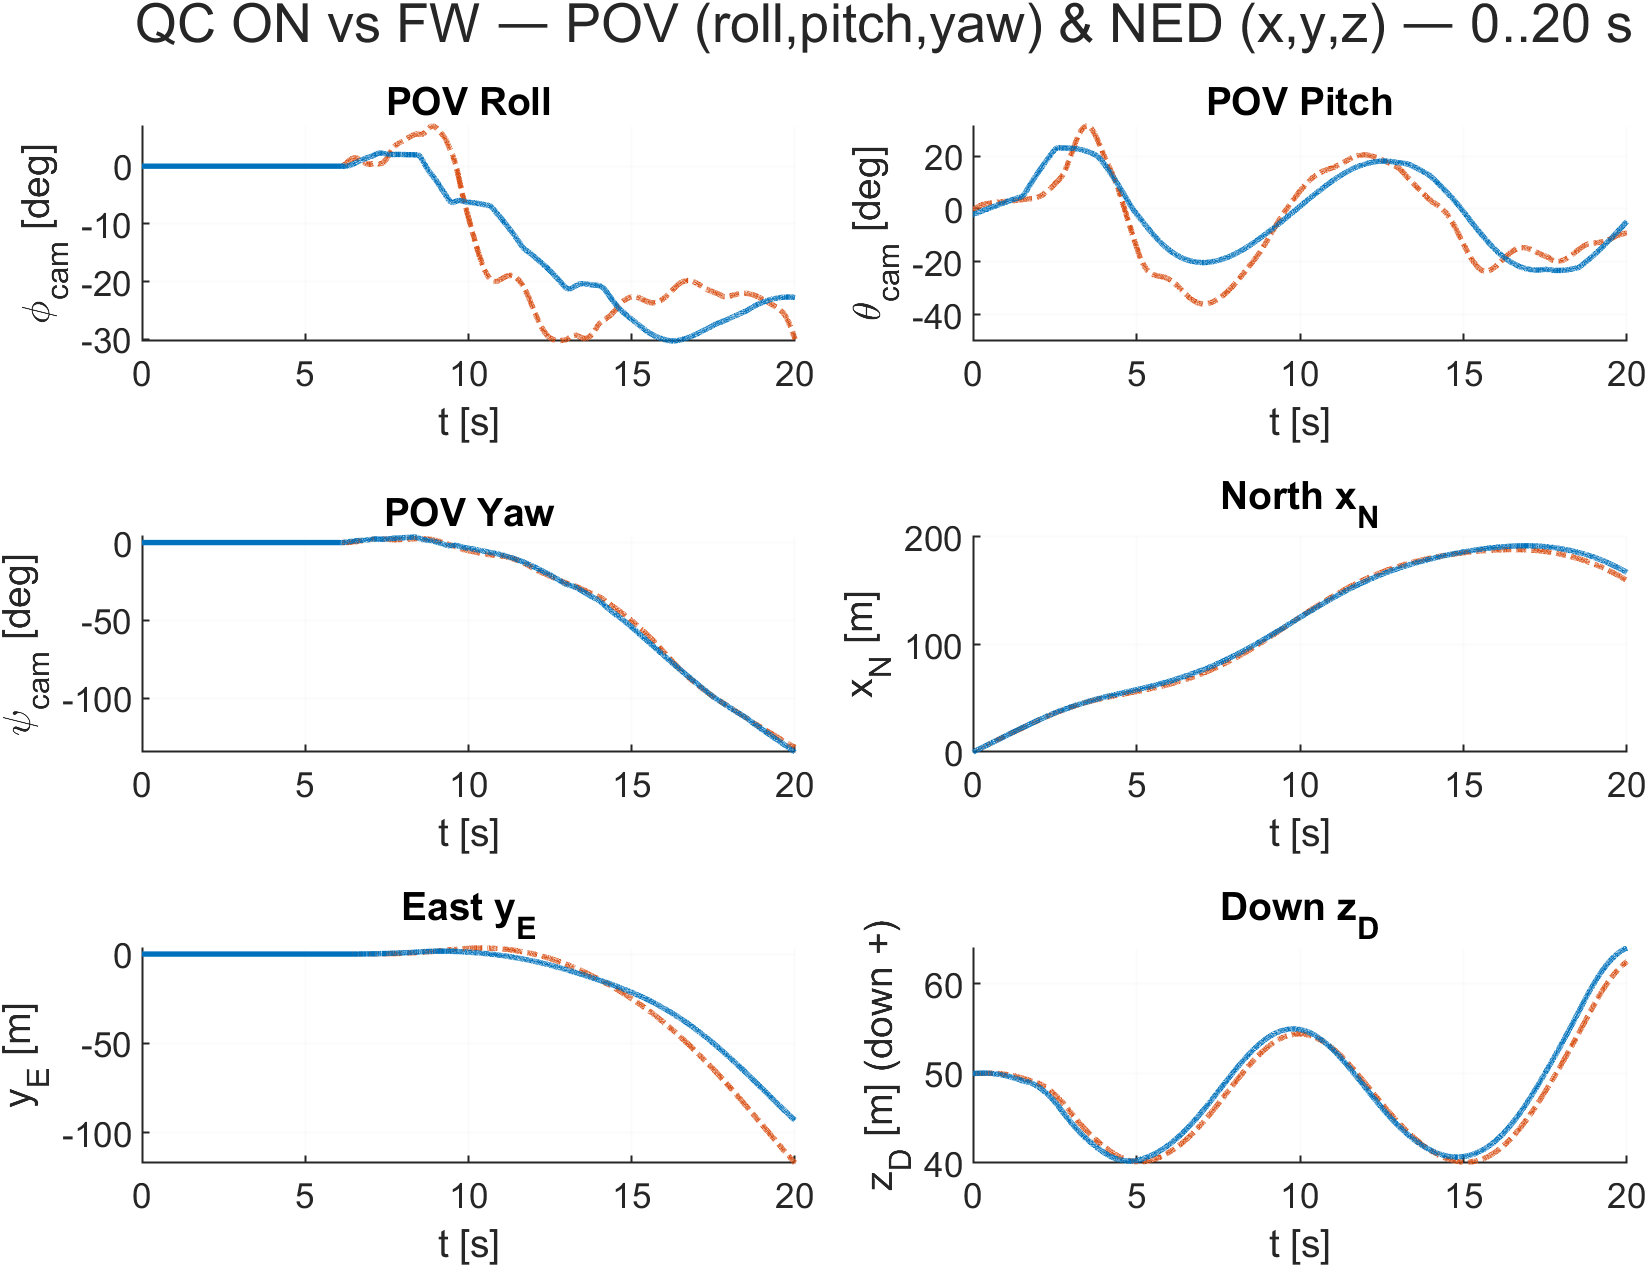 QC ON vs FW — POV (roll,pitch,yaw) & NED (x,y,z) — 0..20 s
POV Roll
ϕcam [deg]
0
-10
-20
-30
0 5 10 15 20
t [s]
POV Pitch
θcam [deg]
20
0
-20
-40
0 5 10 15 20
t [s]
POV Yaw
ψcam [deg]
0
-50
-100
0 5 10 15 20
t [s]
North xN
xN [m]
200
100
0
0 5 10 15 20
t [s]
East yE
yE [m]
0
-50
-100
0 5 10 15 20
t [s]
Down zD
zD [m] (down +)
60
50
40
0 5 10 15 20
t [s]